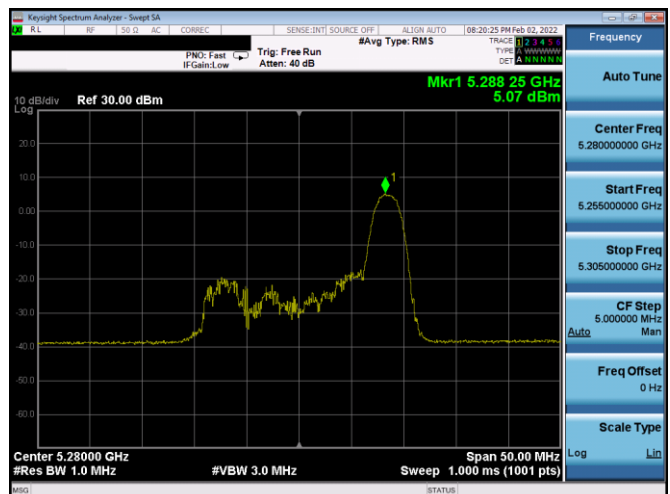 Keysight Spectrum Analyzer - Swept SA
RL RF 50 Ω AC CORREC SENSE:INT SOURCE OFF ALIGN AUTO 08:20:25 PM Feb 02, 2022
#Avg Type: RMS
TRACE 1 2 3 4 5 6
PNO: Fast Trig: Free Run TYPE A WWWWW
IFGain:Low Atten: 40 dB DET A N N N N N
Mkr1 5.288 25 GHz
5.07 dBm
10 dB/div Ref 30.00 dBm
Log
1
20.0
10.0
0.00
-10.0
-20.0
-30.0
-40.0
-50.0
-60.0
Center 5.28000 GHz Span 50.00 MHz
#Res BW 1.0 MHz #VBW 3.0 MHz Sweep 1.000 ms (1001 pts)
MSG STATUS
Frequency
Auto Tune
Center Freq
5.280000000 GHz
Start Freq
5.255000000 GHz
Stop Freq
5.305000000 GHz
CF Step
5.000000 MHz
Auto Man
Freq Offset
0 Hz
Scale Type
Log Lin